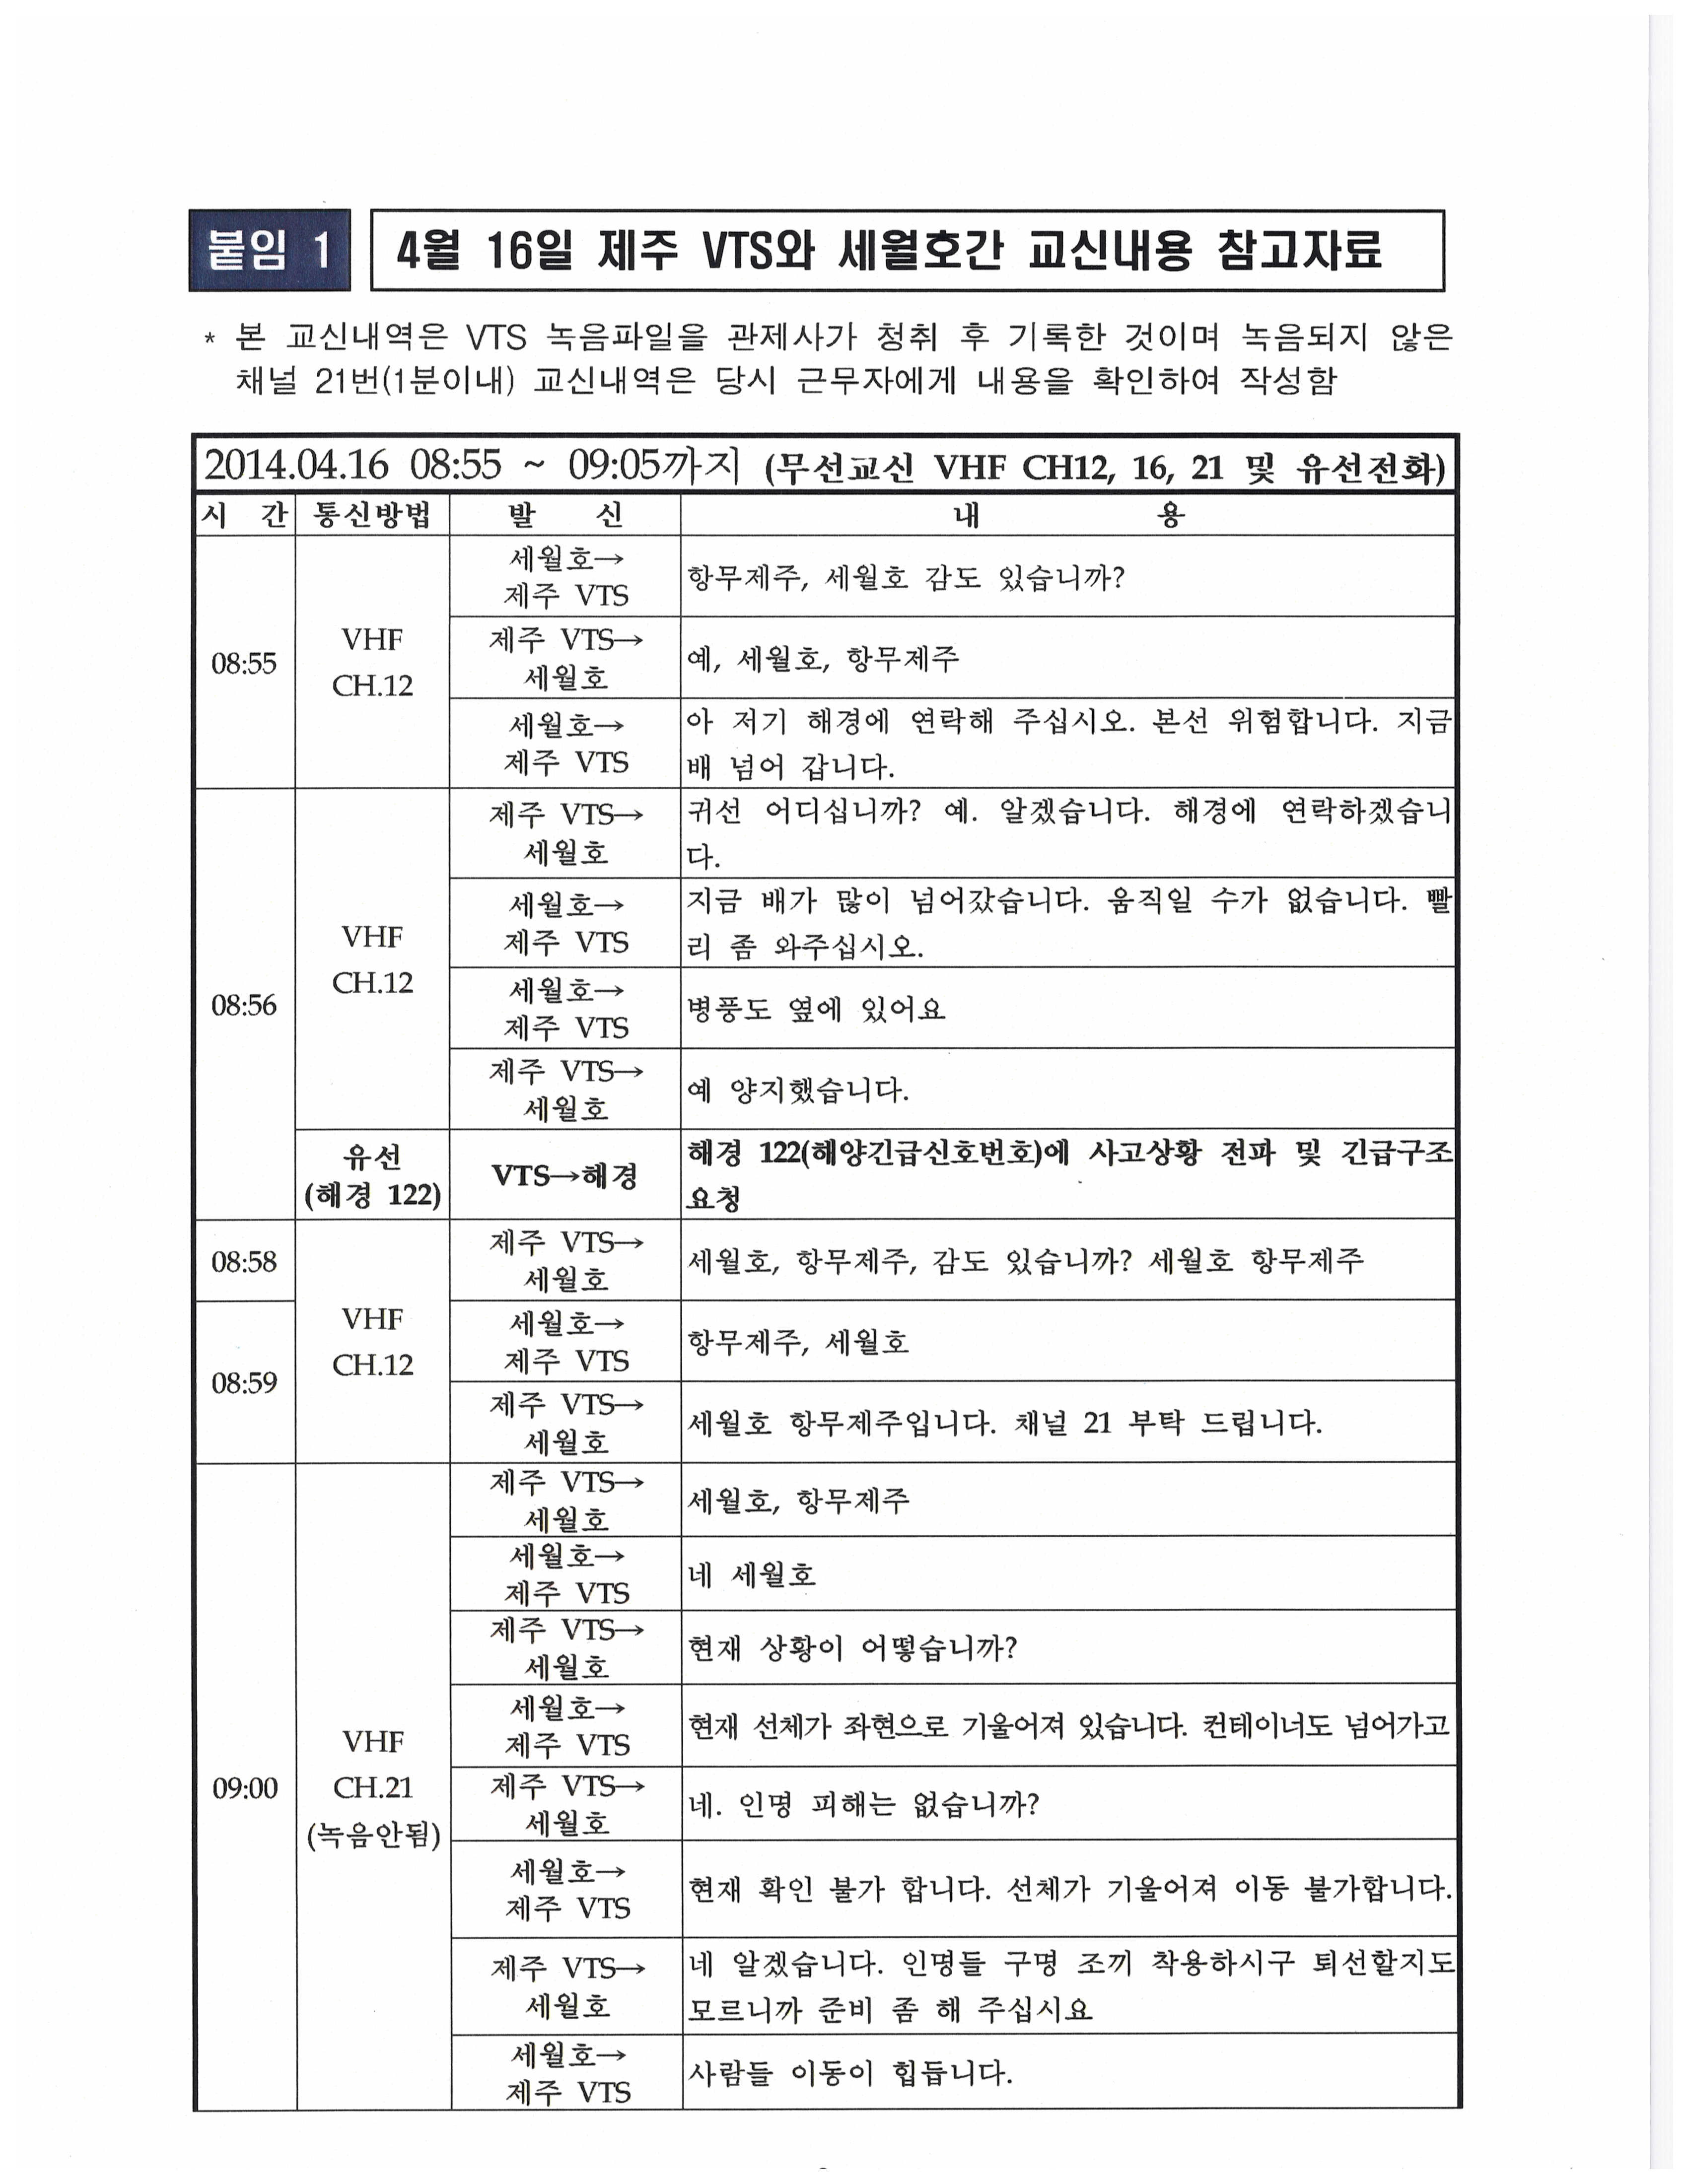 붙임 1
4월 16일 제주 VTS와 세월호간 교신내용 참고자료
* 본 교신내역은 VTS 녹음파일을 관제사가 청취 후 기록한 것이며 녹음되지 않은
채널 21번(1분이내) 교신내역은 당시 근무자에게 내용을 확인하여 작성함
2014.04.16 08:55 ~ 09:05까지 (무선교신 VHF CH12, 16, 21 및 유선전화)
시 간 통신방법 발 신 내 용
08:55
VHF
CH.12
세월호→
제주 VTS
항무제주, 세월호 감도 있습니까?
제주 VTS→
세월호
예, 세월호, 항무제주
세월호→
제주 VTS
아 저기 해경에 연락해 주십시오. 본선 위험합니다. 지금
배 넘어 갑니다.
08:56
VHF
CH.12
제주 VTS→
세월호
귀선 어디십니까? 예. 알겠습니다. 해경에 연락하겠습니
다.
세월호→
제주 VTS
지금 배가 많이 넘어갔습니다. 움직일 수가 없습니다. 빨
리 좀 와주십시오.
세월호→
제주 VTS
병풍도 옆에 있어요
제주 VTS→
세월호
예 양지했습니다.
유선
(해경 122)
VTS→해경
해경 122(해양긴급신호번호)에 사고상황 전파 및 긴급구조
요청
08:58
VHF
CH.12
제주 VTS→
세월호
세월호, 항무제주, 감도 있습니까? 세월호 항무제주
08:59
세월호→
제주 VTS
항무제주, 세월호
제주 VTS→
세월호
세월호 항무제주입니다. 채널 21 부탁 드립니다.
09:00
VHF
CH.21
(녹음안됨)
제주 VTS→
세월호
세월호, 항무제주
세월호→
제주 VTS
네 세월호
제주 VTS→
세월호
현재 상황이 어떻습니까?
세월호→
제주 VTS
현재 선체가 좌현으로 기울어져 있습니다. 컨테이너도 넘어가고
제주 VTS→
세월호
네. 인명 피해는 없습니까?
세월호→
제주 VTS
현재 확인 불가 합니다. 선체가 기울어져 이동 불가합니다.
제주 VTS→
세월호
네 알겠습니다. 인명들 구명 조끼 착용하시구 퇴선할지도
모르니까 준비 좀 해 주십시요
세월호→
제주 VTS
사람들 이동이 힘듭니다.